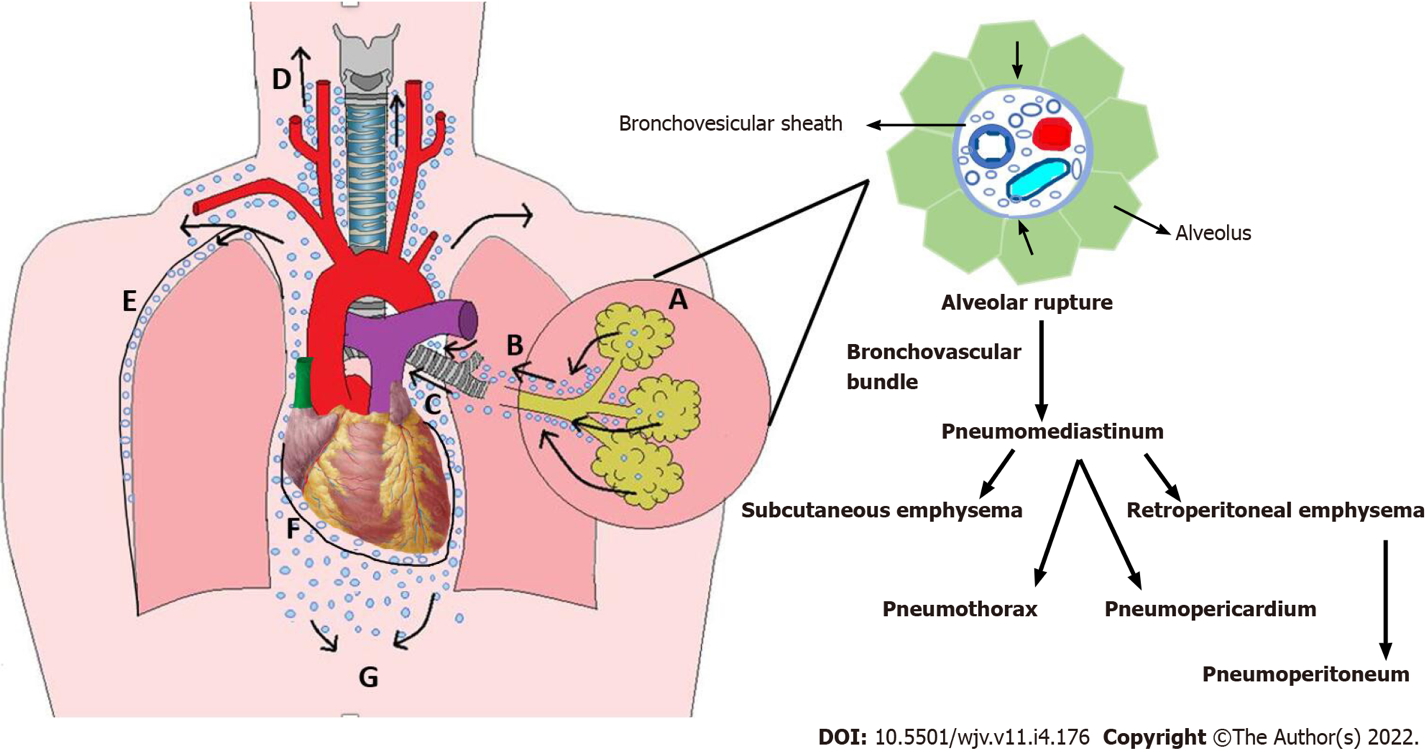 D
E
A
B
C
F
G
Bronchovesicular sheath
Alveolus
Alveolar rupture
Bronchovascular
bundle
Pneumomediastinum
Subcutaneous emphysema
Retroperitoneal emphysema
Pneumothorax
Pneumopericardium
Pneumoperitoneum
DOI: 10.5501/wjv.v11.i4.176 Copyright ©The Author(s) 2022.